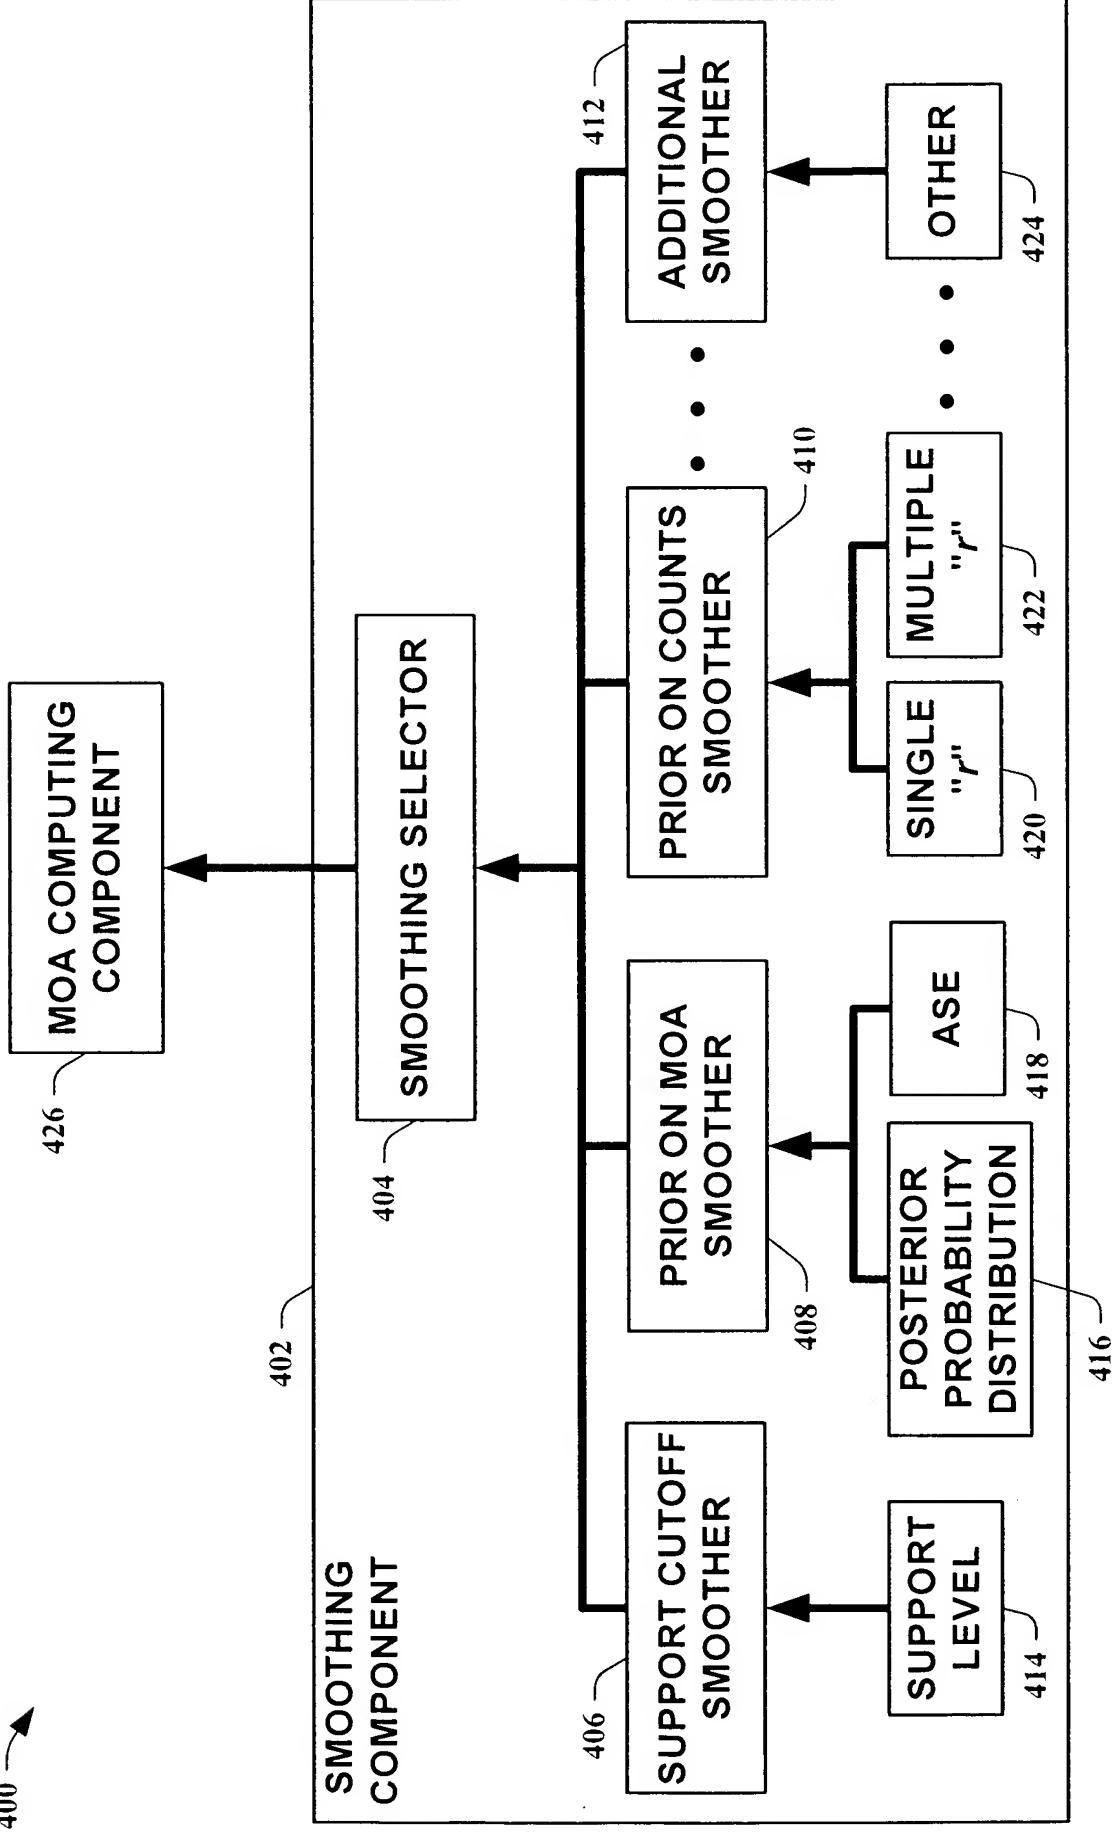 400
MOA COMPUTING
COMPONENT
426
402
SMOOTHING
COMPONENT
SMOOTHING SELECTOR
404
SUPPORT CUTOFF
SMOOTHER
406
PRIOR ON MOA
SMOOTHER
408
PRIOR ON COUNTS
SMOOTHER
410
ADDITIONAL
SMOOTHER
412
SUPPORT
LEVEL
414
POSTERIOR
PROBABILITY
DISTRIBUTION
416
ASE
418
SINGLE
"r"
420
MULTIPLE
"r"
422
OTHER
424